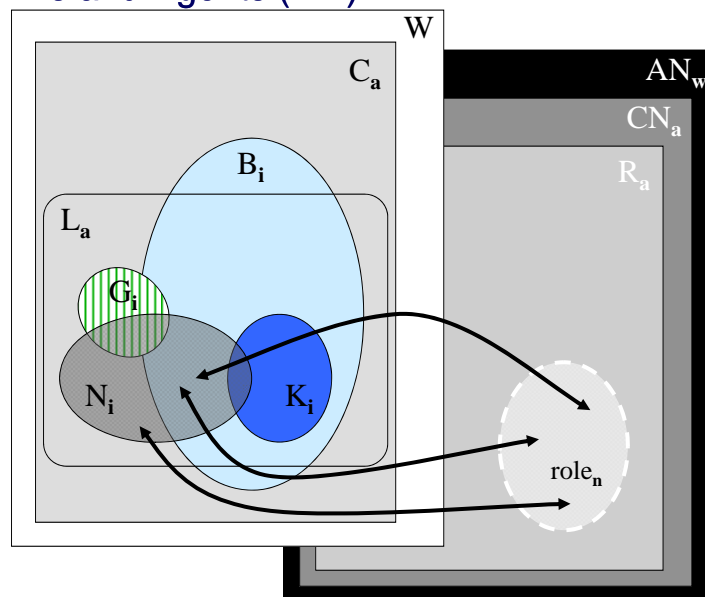 W
C_a
AN_w
CN_a
B_i
R_a
L_a
G_i
N_i
K_i
role_n